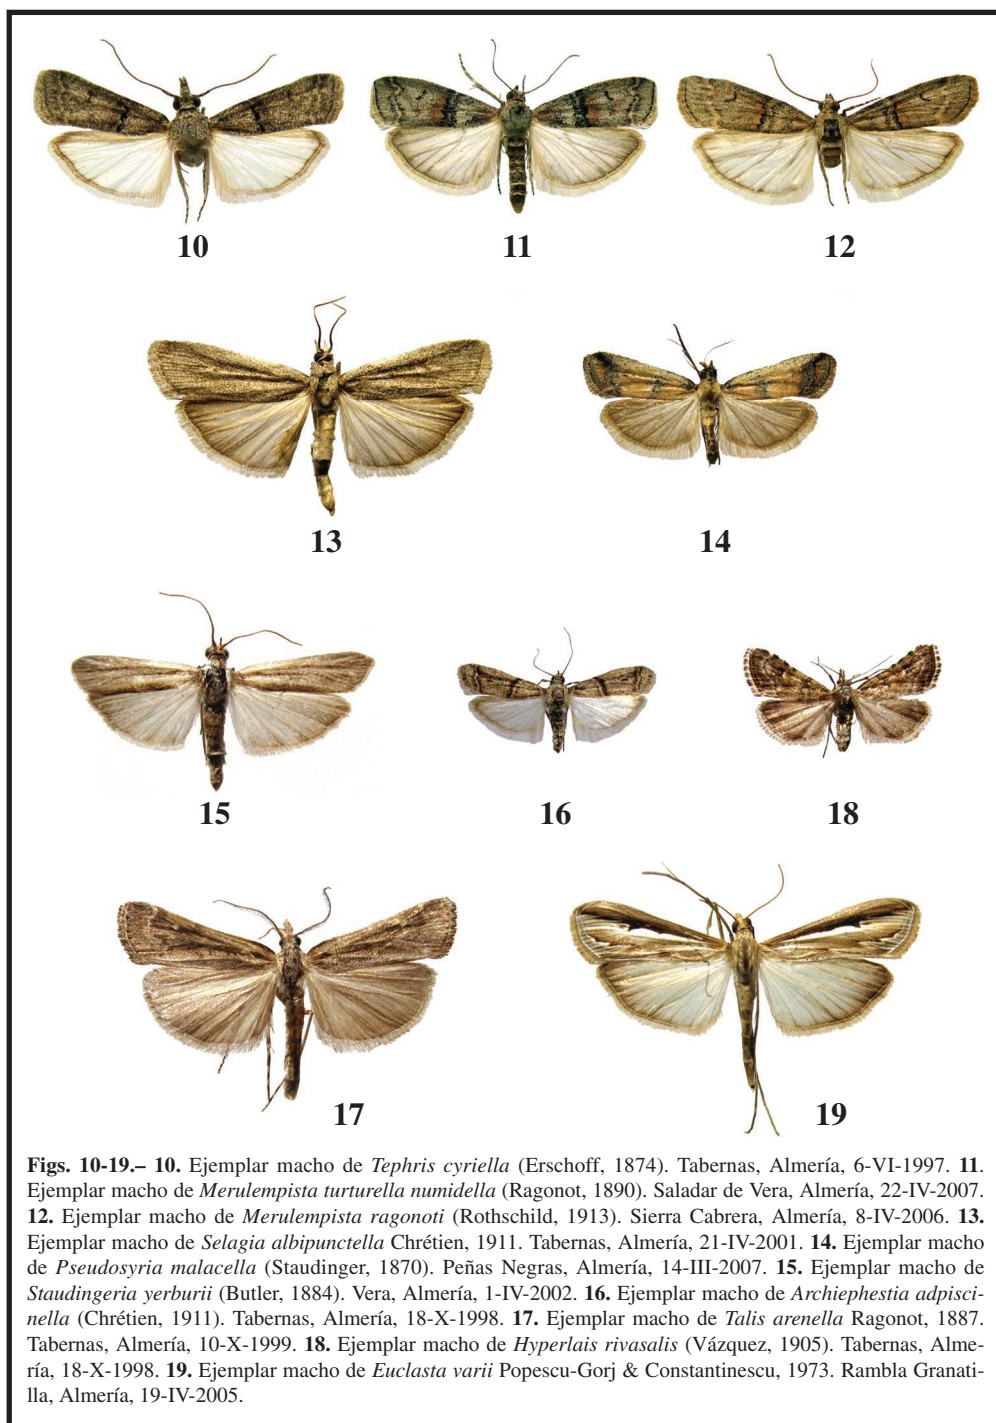 10
11
12
13
14
15
16
18
17
19
Figs. 10-19.– 10. Ejemplar macho de Tephris cyriella (Erschoff, 1874). Tabernas, Almería, 6-VI-1997. 11.
Ejemplar macho de Merulempista turturella numidella (Ragonot, 1890). Saladar de Vera, Almería, 22-IV-2007.
12. Ejemplar macho de Merulempista ragonoti (Rothschild, 1913). Sierra Cabrera, Almería, 8-IV-2006. 13.
Ejemplar macho de Selagia albipunctella Chrétien, 1911. Tabernas, Almería, 21-IV-2001. 14. Ejemplar macho
de Pseudosyria malacella (Staudinger, 1870). Peñas Negras, Almería, 14-III-2007. 15. Ejemplar macho de
Staudingeria yerburii (Butler, 1884). Vera, Almería, 1-IV-2002. 16. Ejemplar macho de Archiephestia adpisci-
nella (Chrétien, 1911). Tabernas, Almería, 18-X-1998. 17. Ejemplar macho de Talis arenella Ragonot, 1887.
Tabernas, Almería, 10-X-1999. 18. Ejemplar macho de Hyperlais rivasalis (Vázquez, 1905). Tabernas, Alme-
ría, 18-X-1998. 19. Ejemplar macho de Euclasta varii Popescu-Gorj & Constantinescu, 1973. Rambla Granati-
lla, Almería, 19-IV-2005.